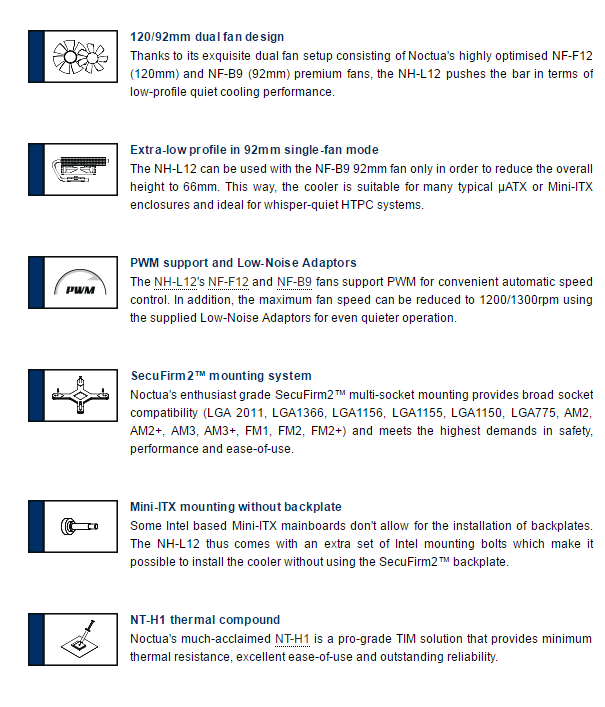 120/92mm dual fan design
Thanks to its exquisite dual fan setup consisting of Noctua's highly optimised NF-F12
(120mm) and NF-B9 (92mm) premium fans, the NH-L12 pushes the bar in terms of
low-profile quiet cooling performance.
Extra-low profile in 92mm single-fan mode
The NH-L12 can be used with the NF-B9 92mm fan only in order to reduce the overall
height to 66mm. This way, the cooler is suitable for many typical µATX or Mini-ITX
enclosures and ideal for whisper-quiet HTPC systems.
PWM
PWM support and Low-Noise Adaptors
The NH-L12's NF-F12 and NF-B9 fans support PWM for convenient automatic speed
control. In addition, the maximum fan speed can be reduced to 1200/1300rpm using
the supplied Low-Noise Adaptors for even quieter operation.
SecuFirm2™ mounting system
Noctua's enthusiast grade SecuFirm2™ multi-socket mounting provides broad socket
compatibility (LGA 2011, LGA1366, LGA1156, LGA1155, LGA1150, LGA775, AM2,
AM2+, AM3, AM3+, FM1, FM2, FM2+) and meets the highest demands in safety,
performance and ease-of-use.
Mini-ITX mounting without backplate
Some Intel based Mini-ITX mainboards don't allow for the installation of backplates.
The NH-L12 thus comes with an extra set of Intel mounting bolts which make it
possible to install the cooler without using the SecuFirm2™ backplate.
NT-H1 thermal compound
Noctua's much-acclaimed NT-H1 is a pro-grade TIM solution that provides minimum
thermal resistance, excellent ease-of-use and outstanding reliability.